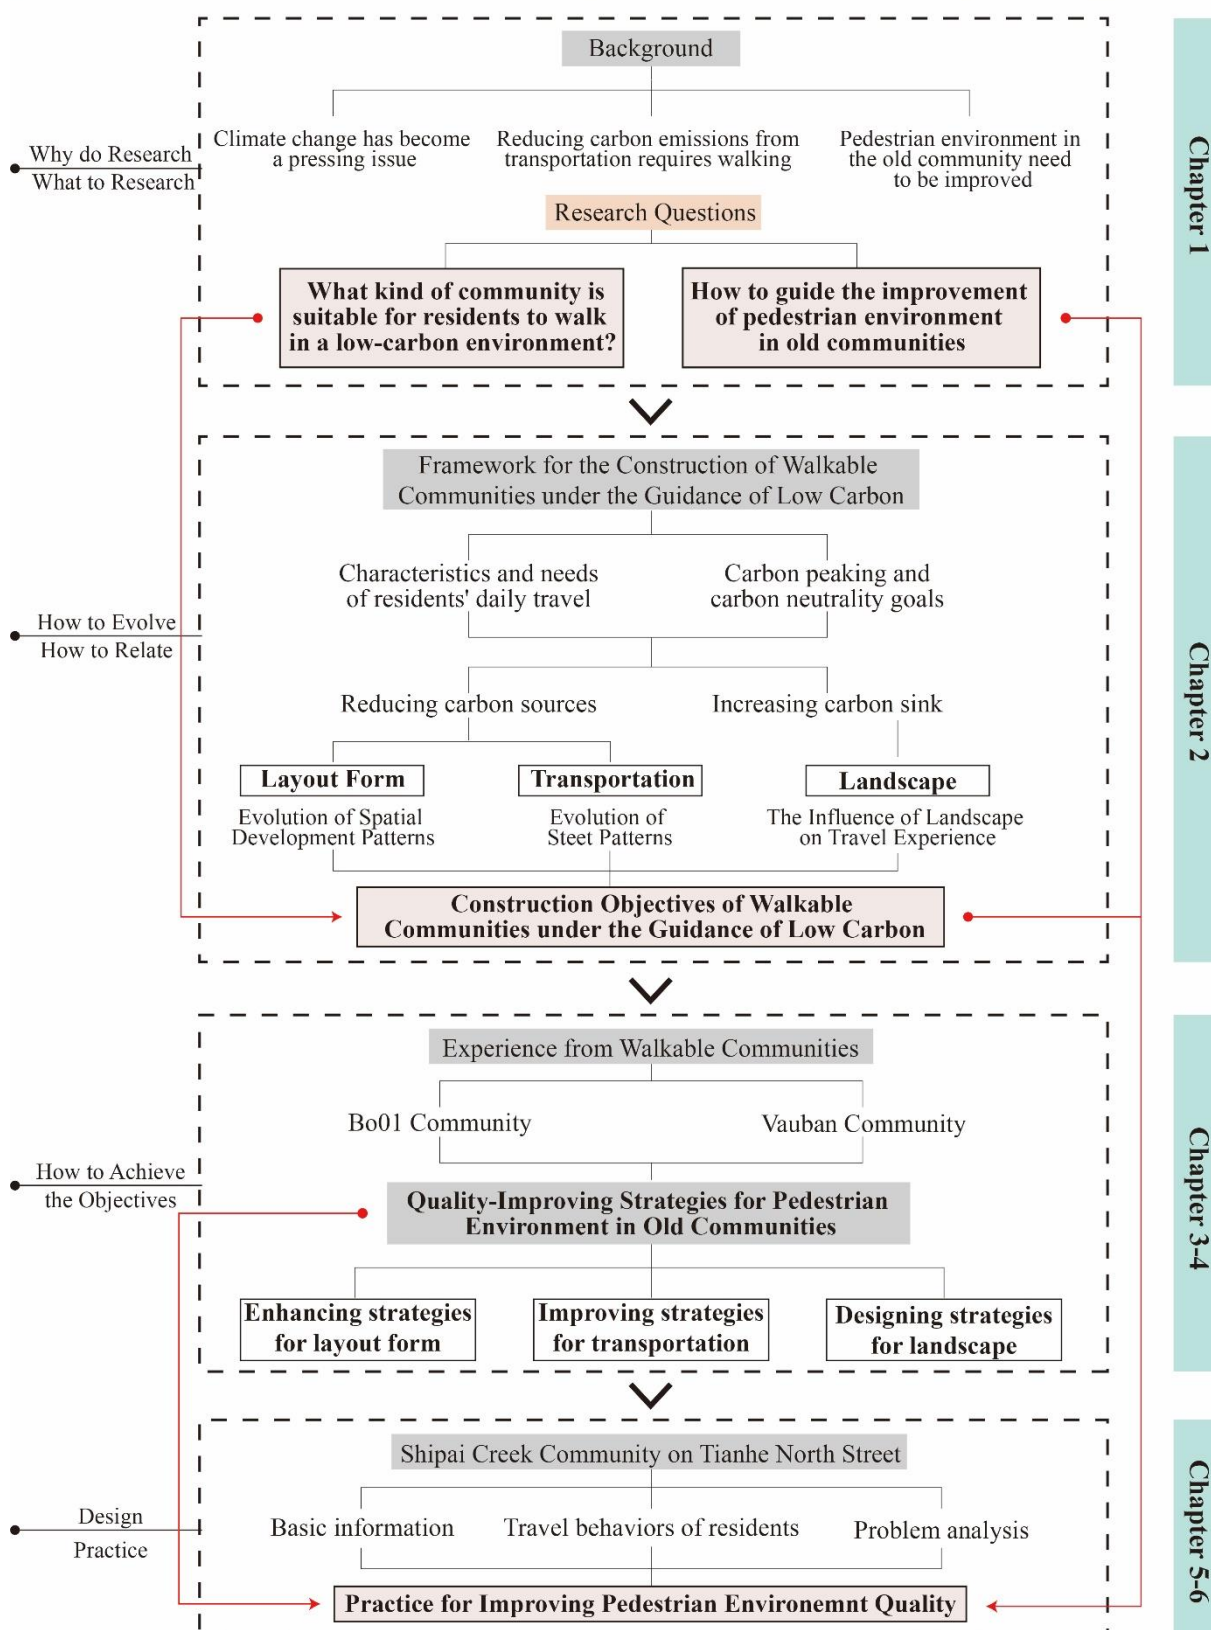 Background
Climate change has become
a pressing issue
Reducing carbon emissions from
transportation requires walking
Pedestrian environment in
the old community need
to be improved
Why do Research
What to Research
Research Questions
What kind of community is
suitable for residents to walk
in a low-carbon environment?
How to guide the improvement
of pedestrian environment
in old communities
Chapter 1
Framework for the Construction of Walkable
Communities under the Guidance of Low Carbon
Characteristics and needs
of residents' daily travel
Carbon peaking and
carbon neutrality goals
How to Evolve
How to Relate
Reducing carbon sources
Increasing carbon sink
Layout Form
Transportation
Landscape
Evolution of Spatial
Development Patterns
Evolution of
Steet Patterns
The Influence of Landscape
on Travel Experience
Construction Objectives of Walkable
Communities under the Guidance of Low Carbon
Chapter 2
Experience from Walkable Communities
Bo01 Community
Vauban Community
How to Achieve
the Objectives
Quality-Improving Strategies for Pedestrian
Environment in Old Communities
Enhancing strategies
for layout form
Improving strategies
for transportation
Designing strategies
for landscape
Chapter 3-4
Shipai Creek Community on Tianhe North Street
Design
Practice
Basic information
Travel behaviors of residents
Problem analysis
Practice for Improving Pedestrian Environemnt Quality
Chapter 5-6